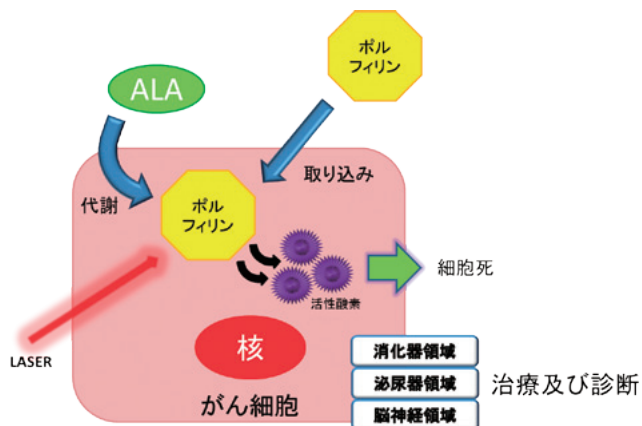 ポル
フィリン
ALA
取り込み
代謝
ポル
フィリン
細胞死
活性酸素
LASER
核
がん細胞
消化器領域
泌尿器領域
脳神経領域
治療及び診断